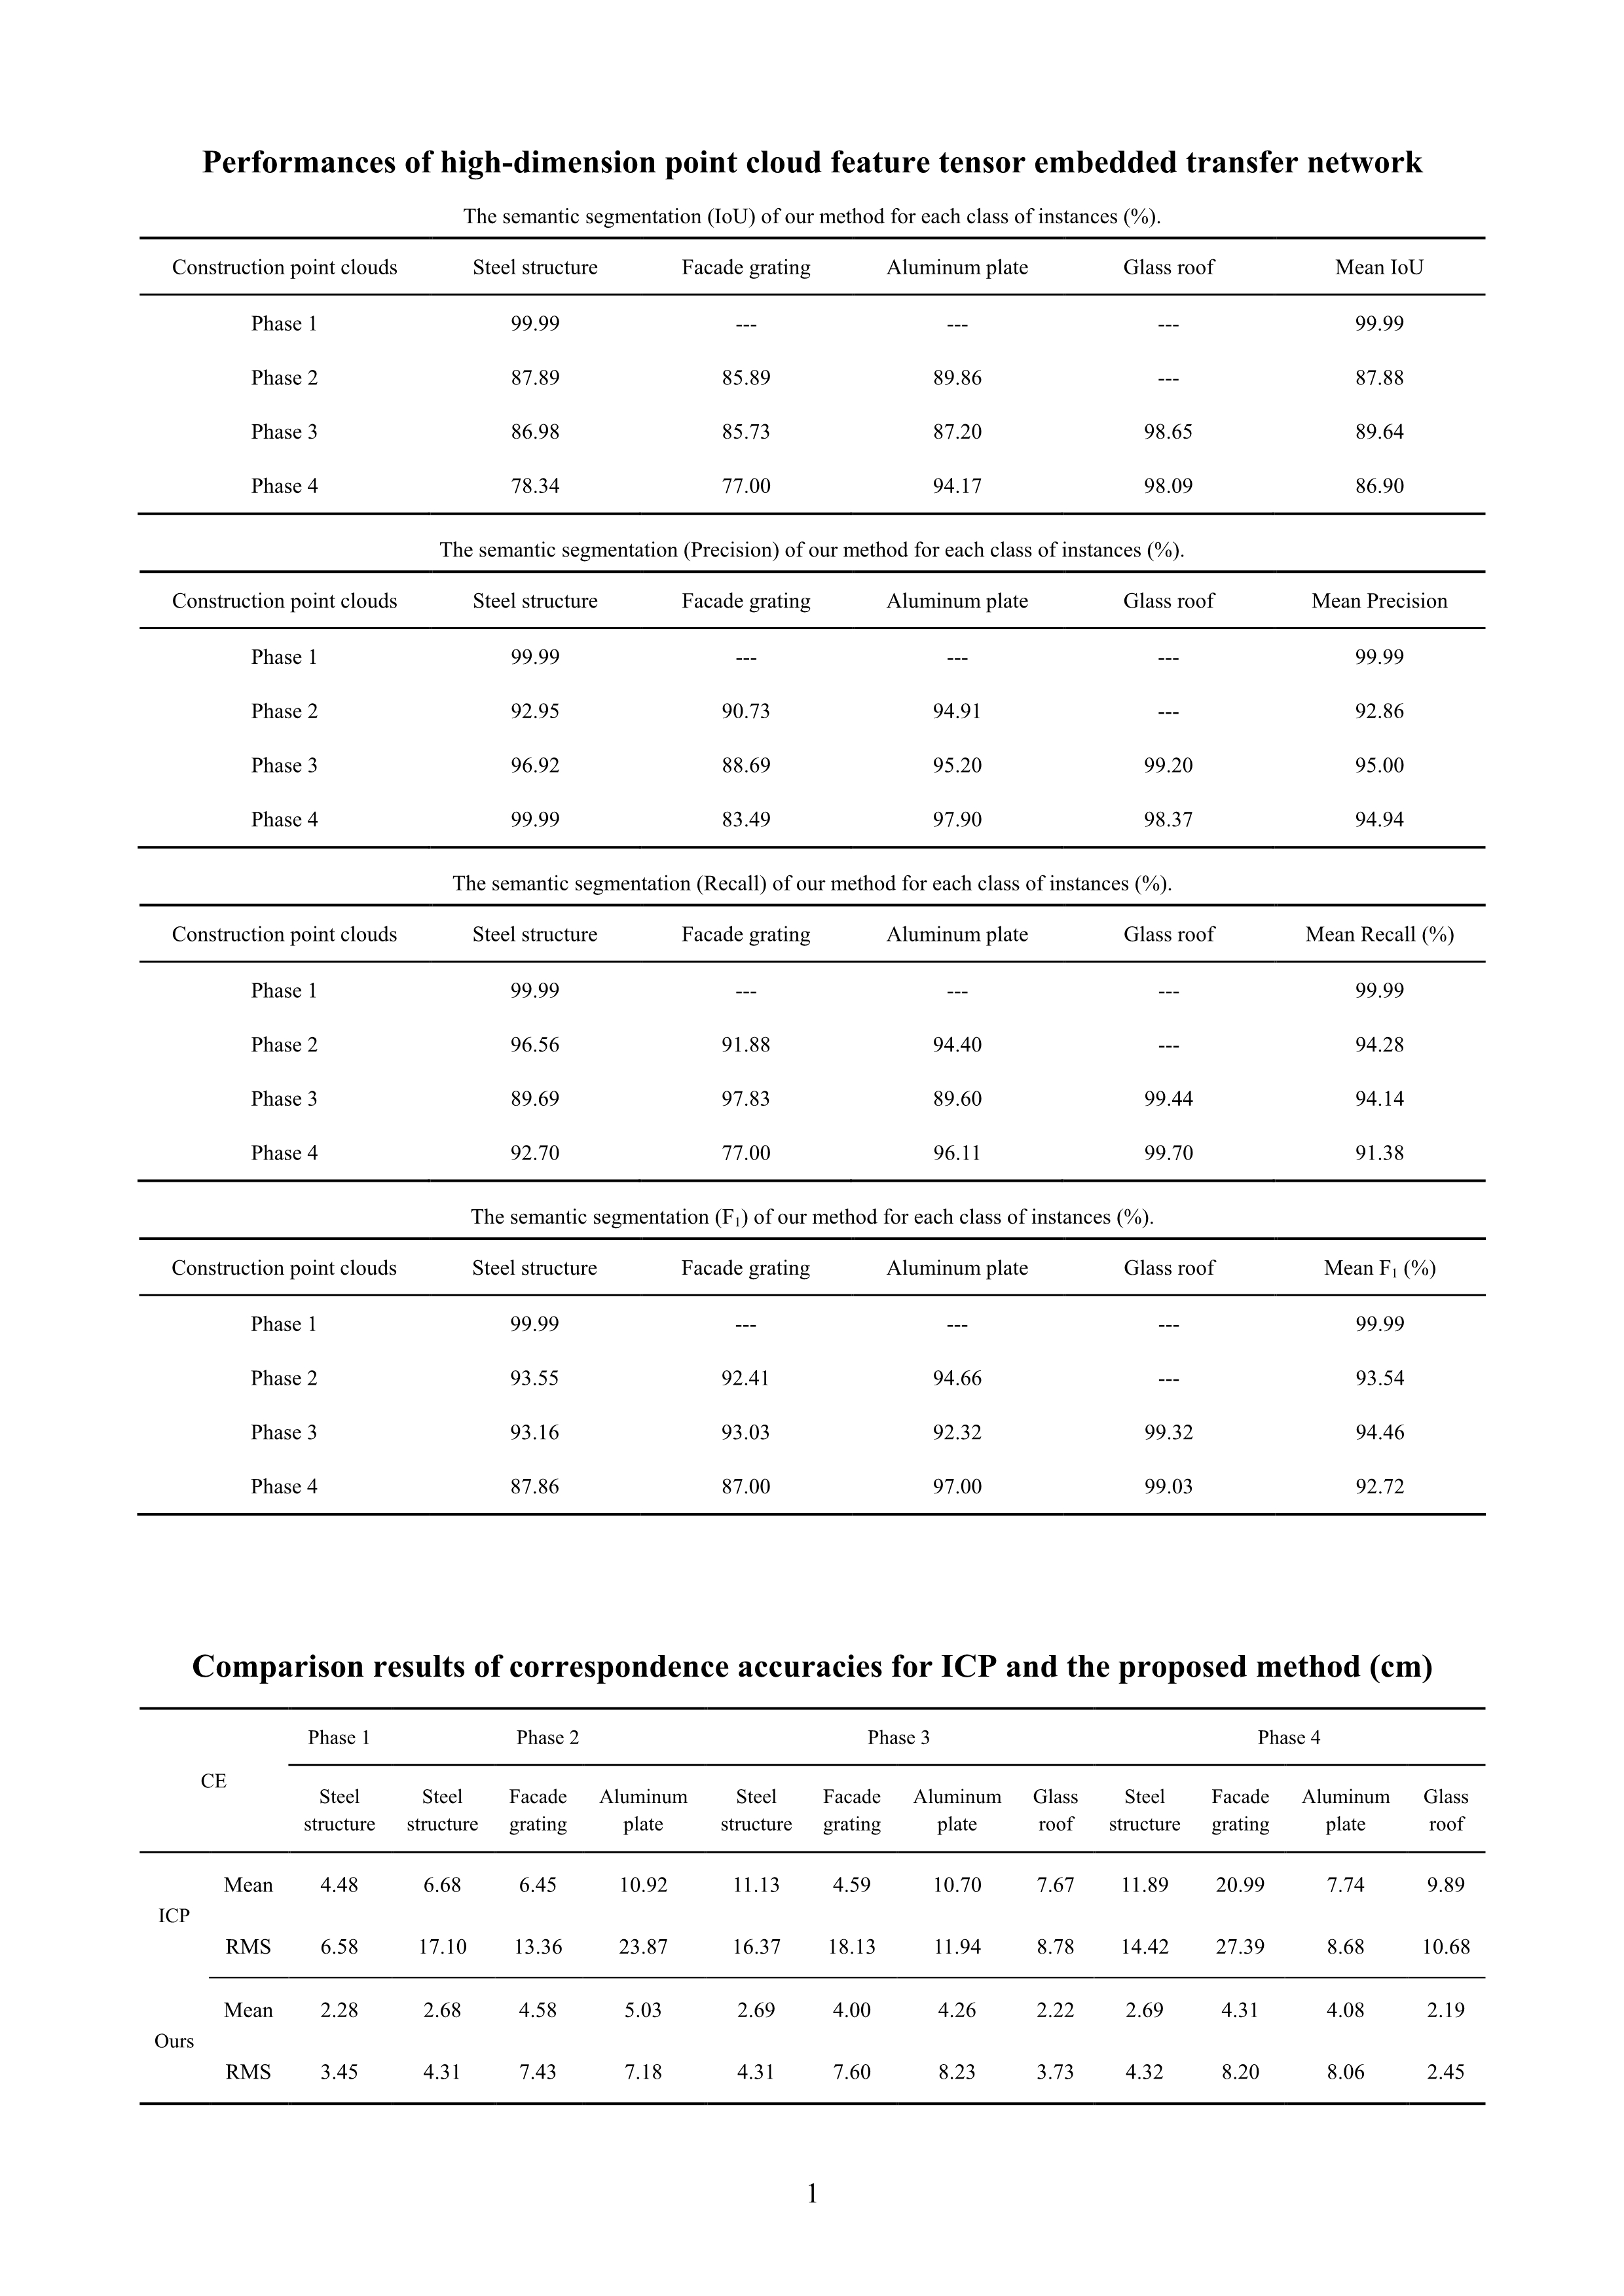 Performances of high-dimension point cloud feature tensor embedded transfer network
The semantic segmentation (IoU) of our method for each class of instances (%).
Construction point clouds Steel structure Facade grating Aluminum plate Glass roof Mean IoU
Phase 1 99.99 --- --- --- 99.99
Phase 2 87.89 85.89 89.86 --- 87.88
Phase 3 86.98 85.73 87.20 98.65 89.64
Phase 4 78.34 77.00 94.17 98.09 86.90
The semantic segmentation (Precision) of our method for each class of instances (%).
Construction point clouds Steel structure Facade grating Aluminum plate Glass roof Mean Precision
Phase 1 99.99 --- --- --- 99.99
Phase 2 92.95 90.73 94.91 --- 92.86
Phase 3 96.92 88.69 95.20 99.20 95.00
Phase 4 99.99 83.49 97.90 98.37 94.94
The semantic segmentation (Recall) of our method for each class of instances (%).
Construction point clouds Steel structure Facade grating Aluminum plate Glass roof Mean Recall (%)
Phase 1 99.99 --- --- --- 99.99
Phase 2 96.56 91.88 94.40 --- 94.28
Phase 3 89.69 97.83 89.60 99.44 94.14
Phase 4 92.70 77.00 96.11 99.70 91.38
The semantic segmentation (F₁) of our method for each class of instances (%).
Construction point clouds Steel structure Facade grating Aluminum plate Glass roof Mean F₁ (%)
Phase 1 99.99 --- --- --- 99.99
Phase 2 93.55 92.41 94.66 --- 93.54
Phase 3 93.16 93.03 92.32 99.32 94.46
Phase 4 87.86 87.00 97.00 99.03 92.72
Comparison results of correspondence accuracies for ICP and the proposed method (cm)
Phase 1 Phase 2 Phase 3 Phase 4
CE
Steel Steel Facade Aluminum Steel Facade Aluminum Glass Steel Facade Aluminum Glass
structure structure grating plate structure grating plate roof structure grating plate roof
Mean 4.48 6.68 6.45 10.92 11.13 4.59 10.70 7.67 11.89 20.99 7.74 9.89
ICP
RMS 6.58 17.10 13.36 23.87 16.37 18.13 11.94 8.78 14.42 27.39 8.68 10.68
Mean 2.28 2.68 4.58 5.03 2.69 4.00 4.26 2.22 2.69 4.31 4.08 2.19
Ours
RMS 3.45 4.31 7.43 7.18 4.31 7.60 8.23 3.73 4.32 8.20 8.06 2.45
1